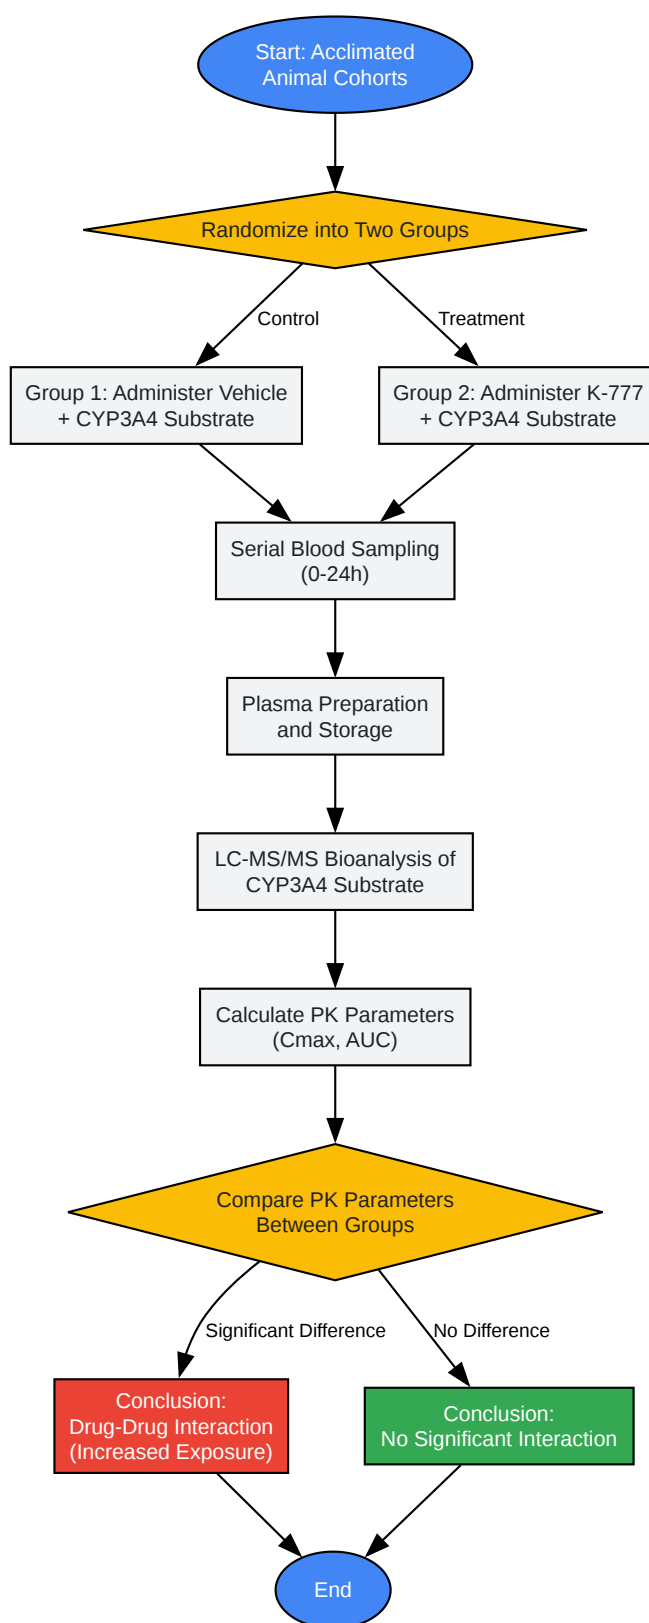 Start: Acclimated
Animal Cohorts
Randomize into Two Groups
Control
Treatment
Group 1: Administer Vehicle
+ CYP3A4 Substrate
Group 2: Administer K-777
+ CYP3A4 Substrate
Serial Blood Sampling
(0-24h)
Plasma Preparation
and Storage
LC-MS/MS Bioanalysis of
CYP3A4 Substrate
Calculate PK Parameters
(Cmax, AUC)
Compare PK Parameters
Between Groups
Significant Difference
No Difference
Conclusion:
Drug-Drug Interaction
(Increased Exposure)
Conclusion:
No Significant Interaction
End